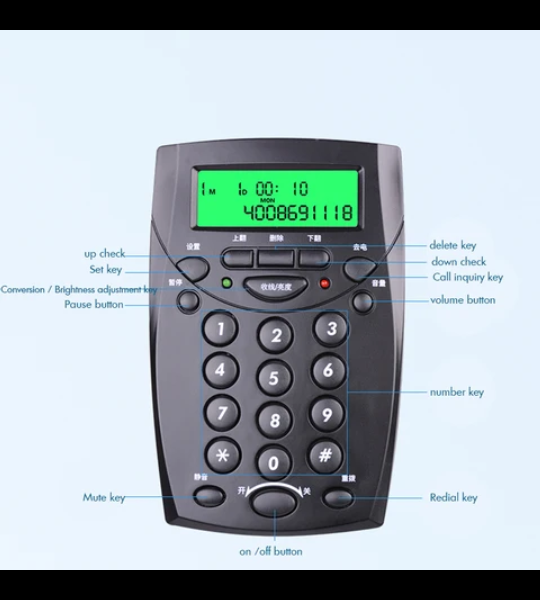 1 M 1 D 00: 10
MON
4008691118
上翻 删除 下翻
设置 去电
delete key
up check
down check
Set key
Call inquiry key
暂停 收线/亮度 音量
Conversion / Brightness adjustment key
Pause button
volume button
1 2 3
4 5 6
number key
7 8 9
* 0 #
静音 重拨
开 关
Mute key
Redial key
on /off button